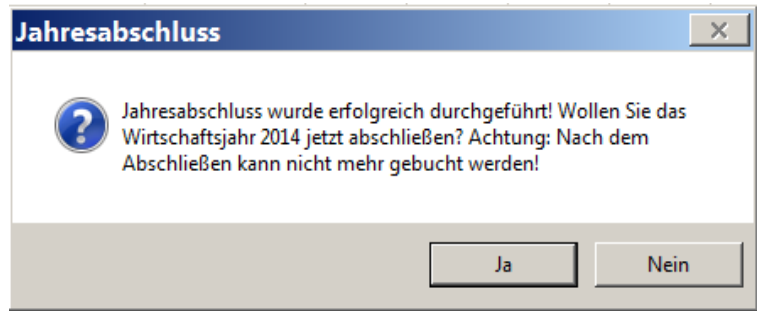 Jahresabschluss
Jahresabschluss wurde erfolgreich durchgeführt! Wollen Sie das
Wirtschaftsjahr 2014 jetzt abschließen? Achtung: Nach dem
Abschließen kann nicht mehr gebucht werden!
Ja
Nein